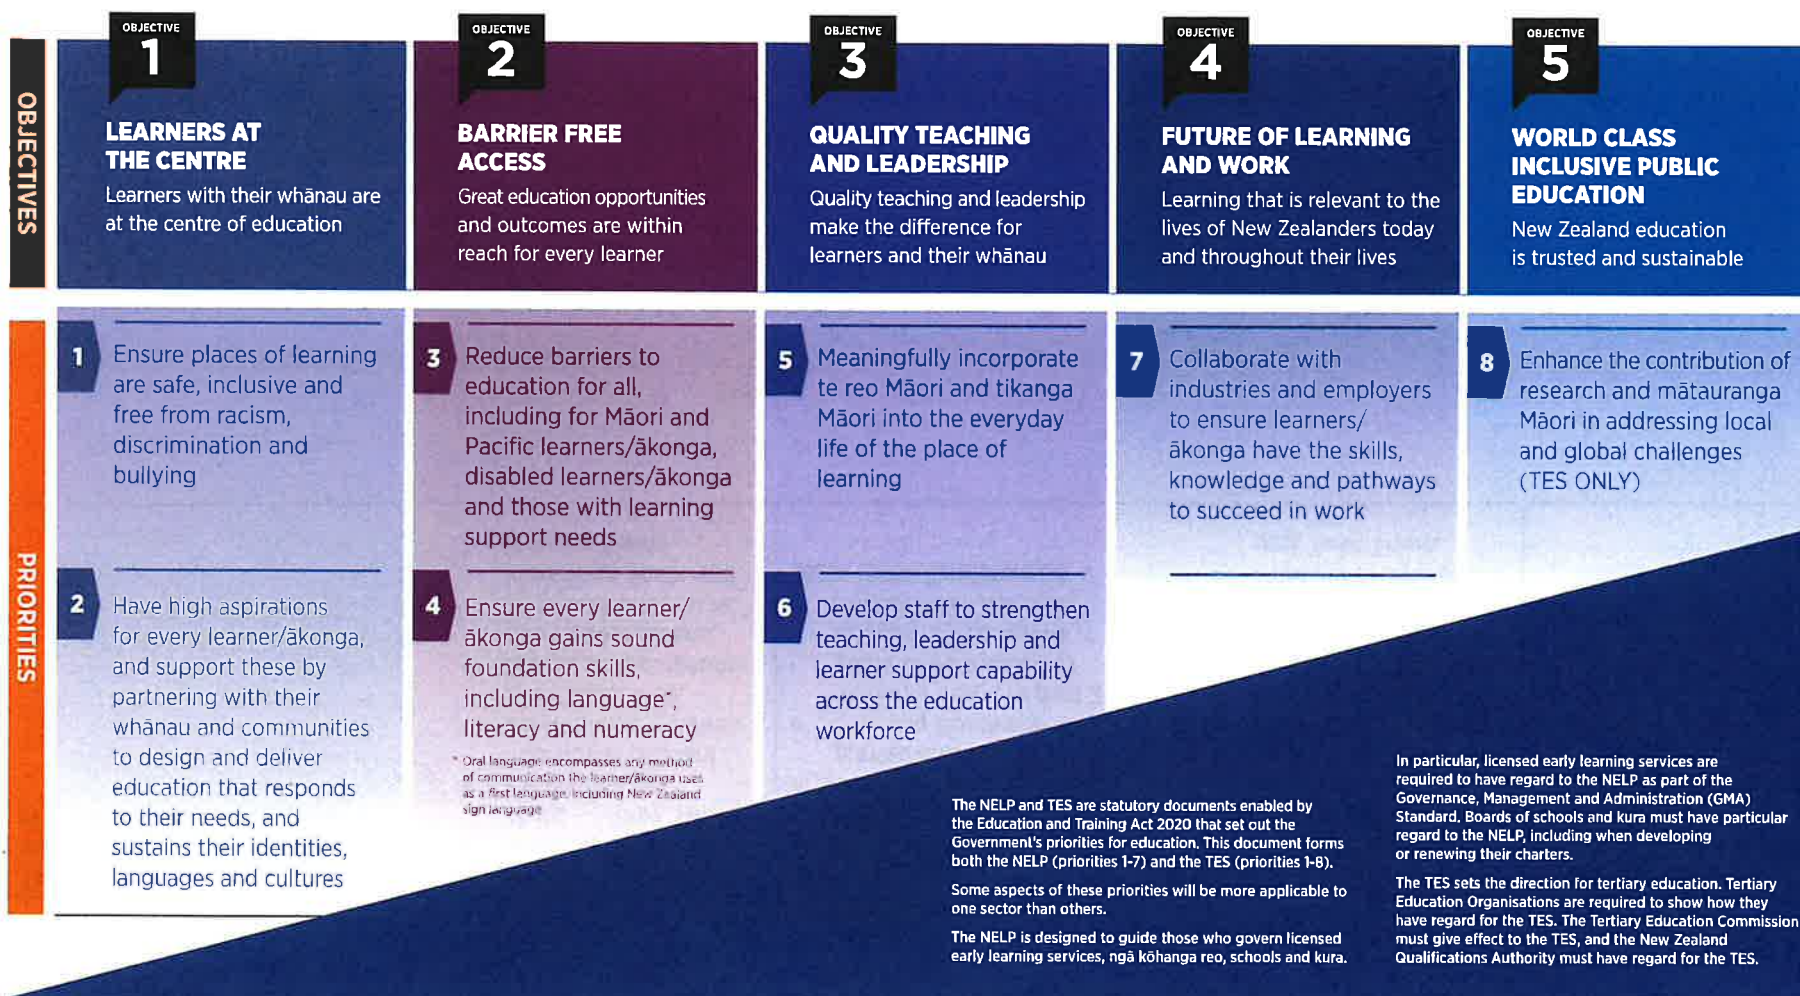 OBJECTIVES
OBJECTIVE
1
LEARNERS AT
THE CENTRE
Learners with their whānau are
at the centre of education
OBJECTIVE
2
BARRIER FREE
ACCESS
Great education opportunities
and outcomes are within
reach for every learner
OBJECTIVE
3
QUALITY TEACHING
AND LEADERSHIP
Quality teaching and leadership
make the difference for
learners and their whānau
OBJECTIVE
4
FUTURE OF LEARNING
AND WORK
Learning that is relevant to the
lives of New Zealanders today
and throughout their lives
OBJECTIVE
5
WORLD CLASS
INCLUSIVE PUBLIC
EDUCATION
New Zealand education
is trusted and sustainable
PRIORITIES
1
Ensure places of learning
are safe, inclusive and
free from racism,
discrimination and
bullying
2
Have high aspirations
for every learner/ākonga,
and support these by
partnering with their
whānau and communities
to design and deliver
education that responds
to their needs, and
sustains their identities,
languages and cultures
3
Reduce barriers to
education for all,
including for Māori and
Pacific learners/ākonga,
disabled learners/ākonga
and those with learning
support needs
4
Ensure every learner/
ākonga gains sound
foundation skills,
including language*,
literacy and numeracy
* Oral language encompasses any method
of communication the learner/ākonga uses
as a first language, including New Zealand
sign language
5
Meaningfully incorporate
te reo Māori and tikanga
Māori into the everyday
life of the place of
learning
6
Develop staff to strengthen
teaching, leadership and
learner support capability
across the education
workforce
7
Collaborate with
industries and employers
to ensure learners/
ākonga have the skills,
knowledge and pathways
to succeed in work
8
Enhance the contribution of
research and mātauranga
Māori in addressing local
and global challenges
(TES ONLY)
The NELP and TES are statutory documents enabled by
the Education and Training Act 2020 that set out the
Government's priorities for education. This document forms
both the NELP (priorities 1-7) and the TES (priorities 1-8).
Some aspects of these priorities will be more applicable to
one sector than others.
The NELP is designed to guide those who govern licensed
early learning services, ngā kōhanga reo, schools and kura.
In particular, licensed early learning services are
required to have regard to the NELP as part of the
Governance, Management and Administration (GMA)
Standard. Boards of schools and kura must have particular
regard to the NELP, including when developing
or renewing their charters.
The TES sets the direction for tertiary education. Tertiary
Education Organisations are required to show how they
have regard for the TES. The Tertiary Education Commission
must give effect to the TES, and the New Zealand
Qualifications Authority must have regard for the TES.